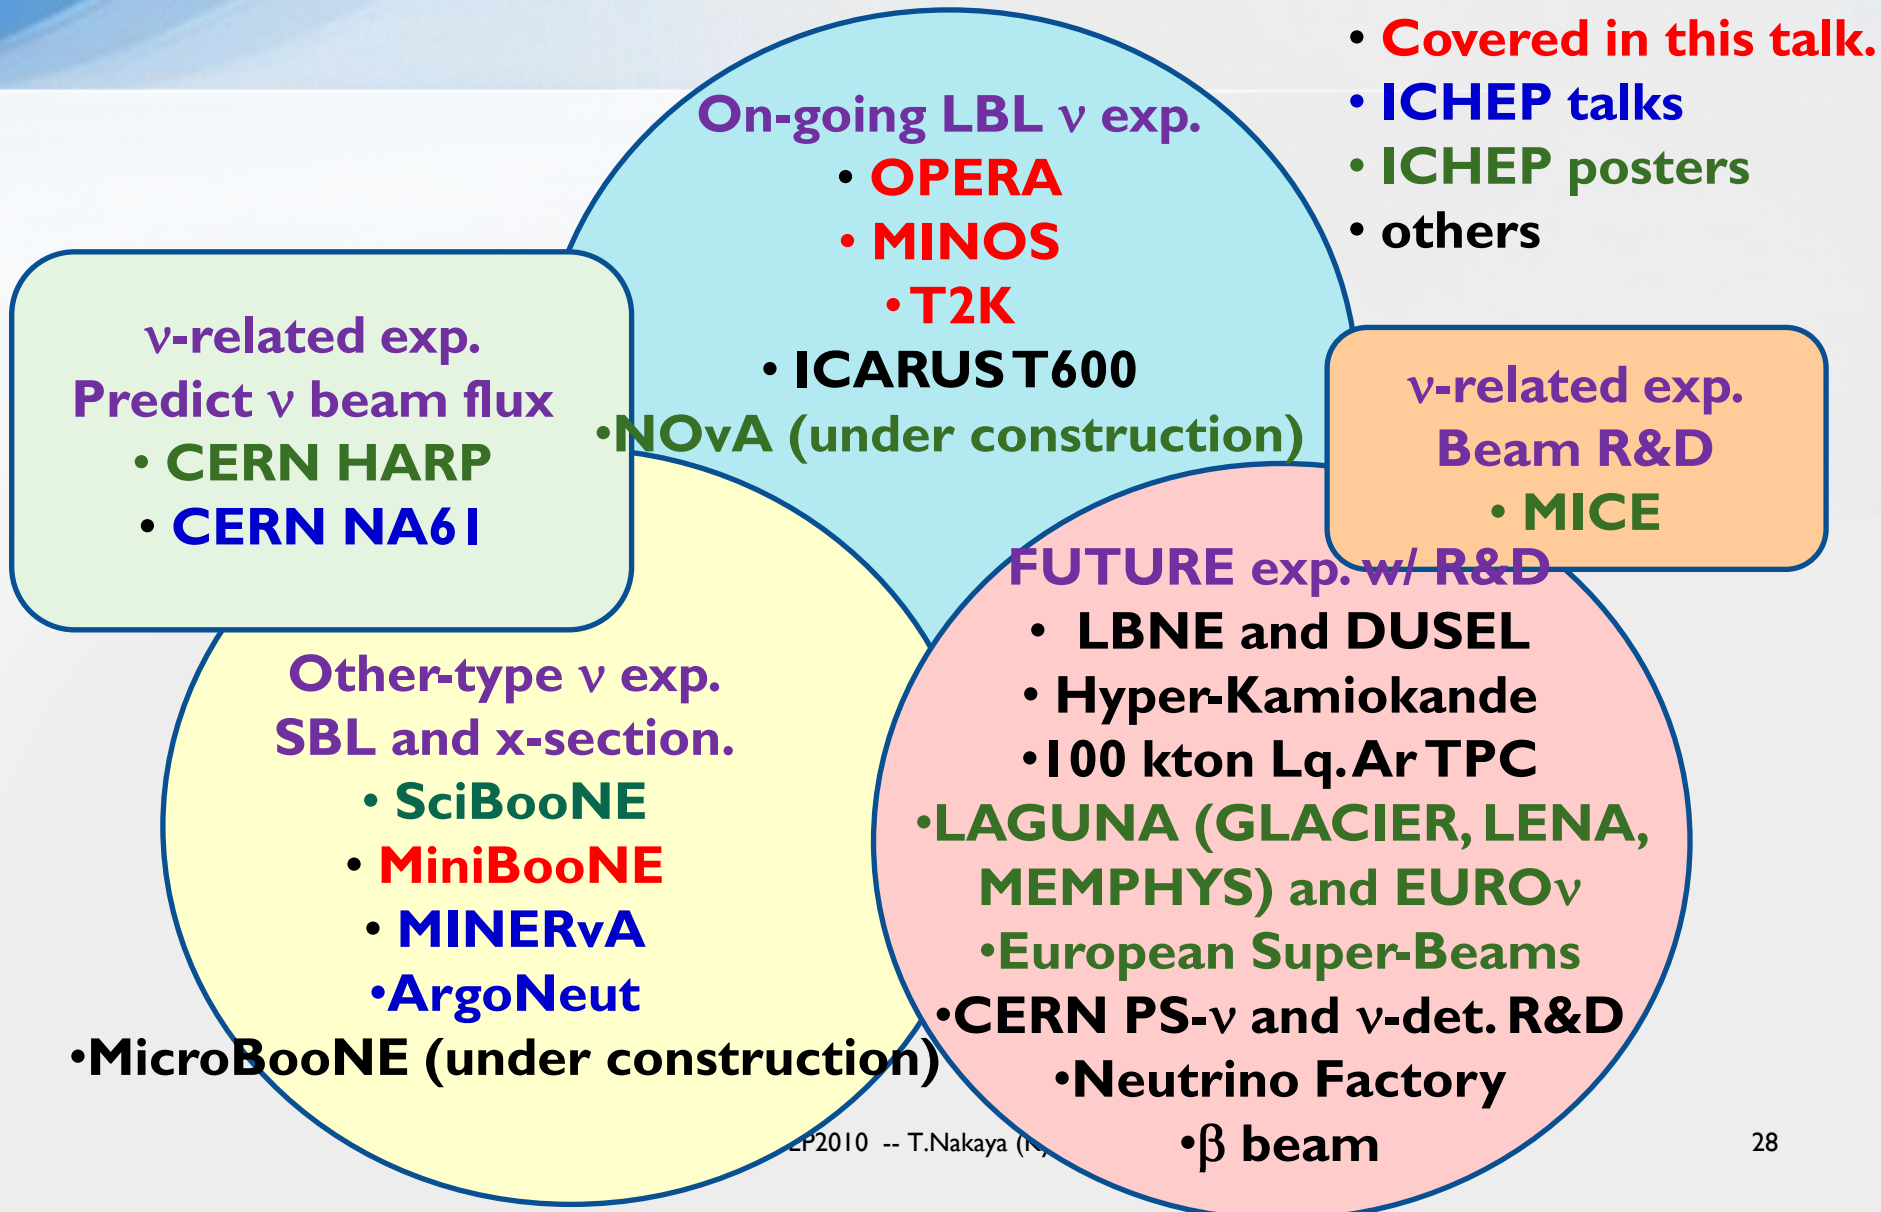 • Covered in this talk.
• ICHEP talks
• ICHEP posters
• others
On-going LBL ν exp.
• OPERA
• MINOS
• T2K
• ICARUS T600
•NOvA (under construction)
ν-related exp.
Predict ν beam flux
• CERN HARP
• CERN NA61
ν-related exp.
Beam R&D
• MICE
Other-type ν exp.
SBL and x-section.
• SciBooNE
• MiniBooNE
• MINERvA
•ArgoNeut
•MicroBooNE (under construction)
FUTURE exp. w/ R&D
• LBNE and DUSEL
• Hyper-Kamiokande
•100 kton Lq. Ar TPC
•LAGUNA (GLACIER, LENA,
MEMPHYS) and EUROν
•European Super-Beams
•CERN PS-ν and ν-det. R&D
•Neutrino Factory
•β beam
-- T.Nakaya
28